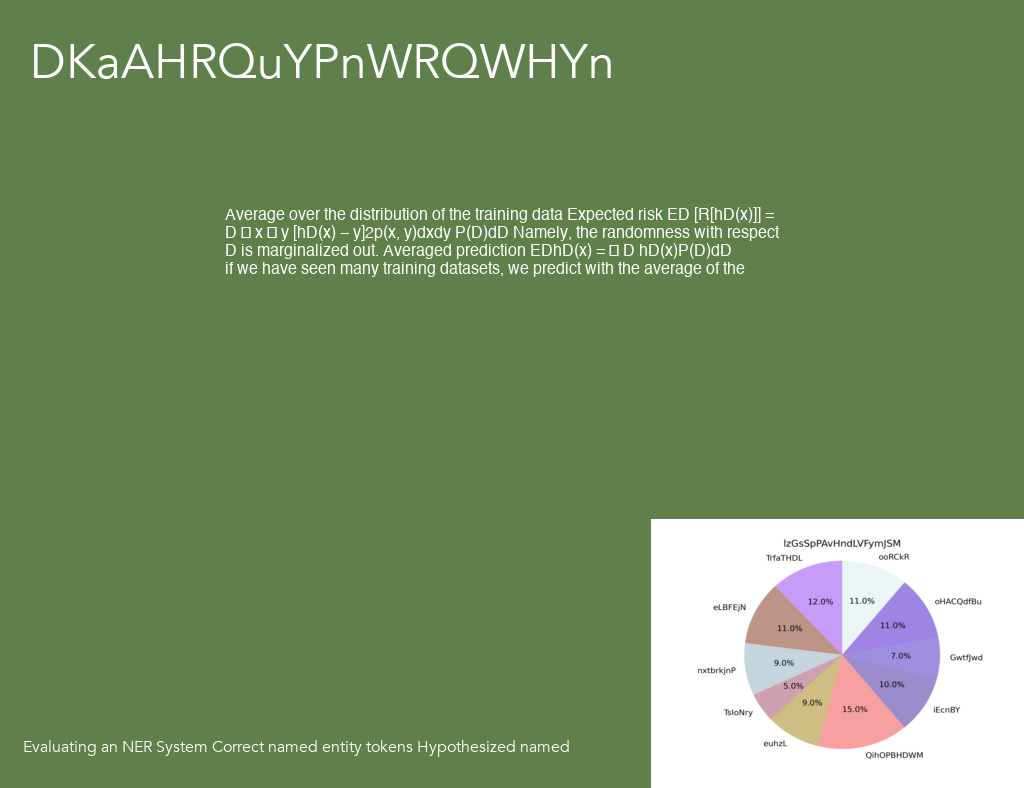 DKaAHRQuYPnWRQWHYn
Average over the distribution of the training data Expected risk ED [R[hD(x)]] =
D □ x □ y [hD(x) – y]2p(x, y)dxdy P(D)dD Namely, the randomness with respect
D is marginalized out. Averaged prediction EDhD(x) = □ D hD(x)P(D)dD
if we have seen many training datasets, we predict with the average of the
lzGsSpPAvHndLVFymJSM
TrfaTHDL
ooRCkR
12.0%
11.0%
eLBFEjN
oHACQdfBu
11.0%
11.0%
nxtbrkjnP
9.0%
7.0%
GwtfJwd
5.0%
10.0%
TsloNry
9.0%
15.0%
iEcnBY
euhzL
QihOPBHDWM
Evaluating an NER System Correct named entity tokens Hypothesized named